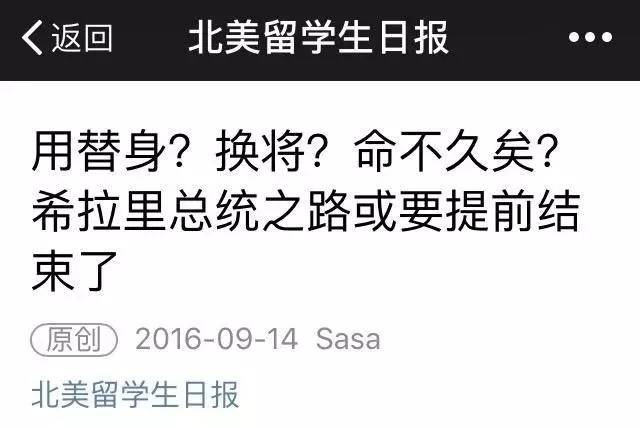 返回 北美留学生日报
用替身？换将？命不久矣？
希拉里总统之路或要提前结
束了
原创 2016-09-14 Sasa
北美留学生日报